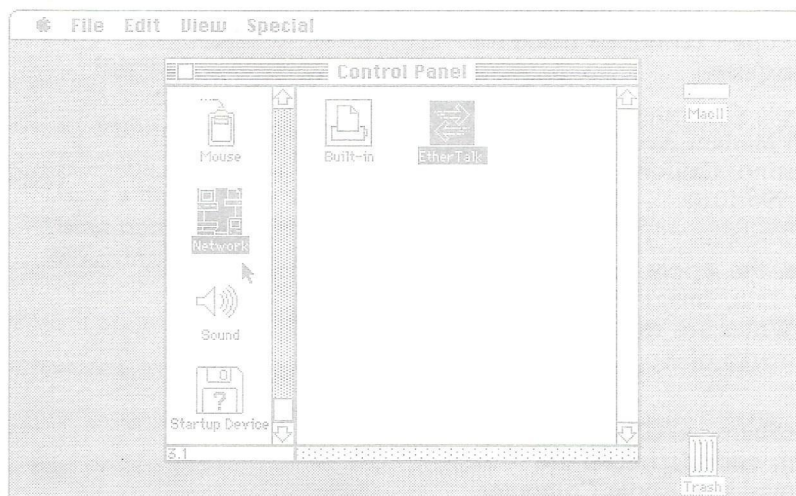 File Edit View Special
Control Panel
MacII
Mouse
Built-in
EtherTalk
Network
Sound
Startup Device
3.1
Trash